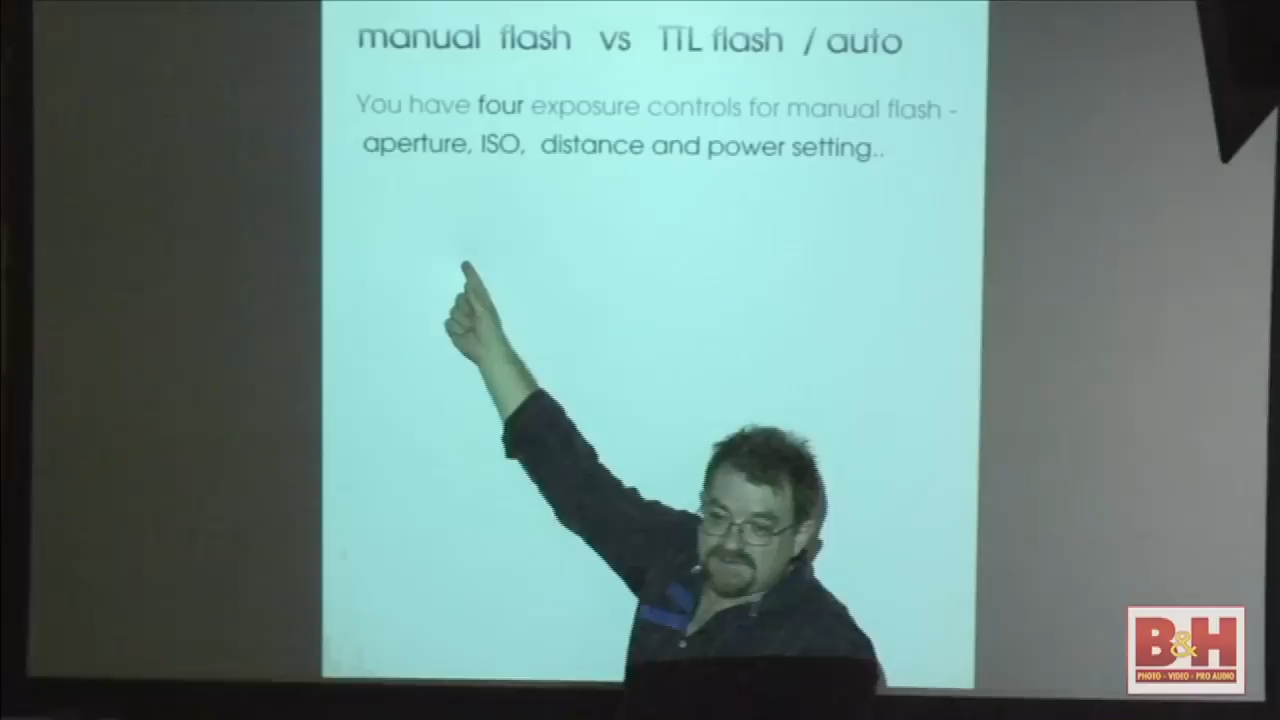 manual flash vs TTL flash / auto
You have four exposure controls for manual flash -
aperture, ISO, distance and power setting..
B&H
PHOTO - VIDEO - PRO AUDIO